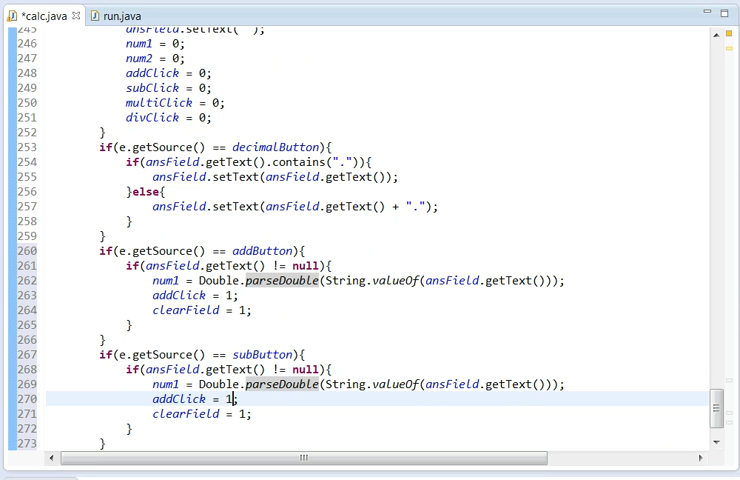 *calc.java run.java
245 ansField.setText("");
246 num1 = 0;
247 num2 = 0;
248 addClick = 0;
249 subClick = 0;
250 multiClick = 0;
251 divClick = 0;
252 }
253 if(e.getSource() == decimalButton){
254 if(ansField.getText().contains(".")){
255 ansField.setText(ansField.getText());
256 }else{
257 ansField.setText(ansField.getText() + ".");
258 }
259 }
260 if(e.getSource() == addButton){
261 if(ansField.getText() != null){
262 num1 = Double.parseDouble(String.valueOf(ansField.getText()));
263 addClick = 1;
264 clearField = 1;
265 }
266 }
267 if(e.getSource() == subButton){
268 if(ansField.getText() != null){
269 num1 = Double.parseDouble(String.valueOf(ansField.getText()));
270 addClick = 1;
271 clearField = 1;
272 }
273 }